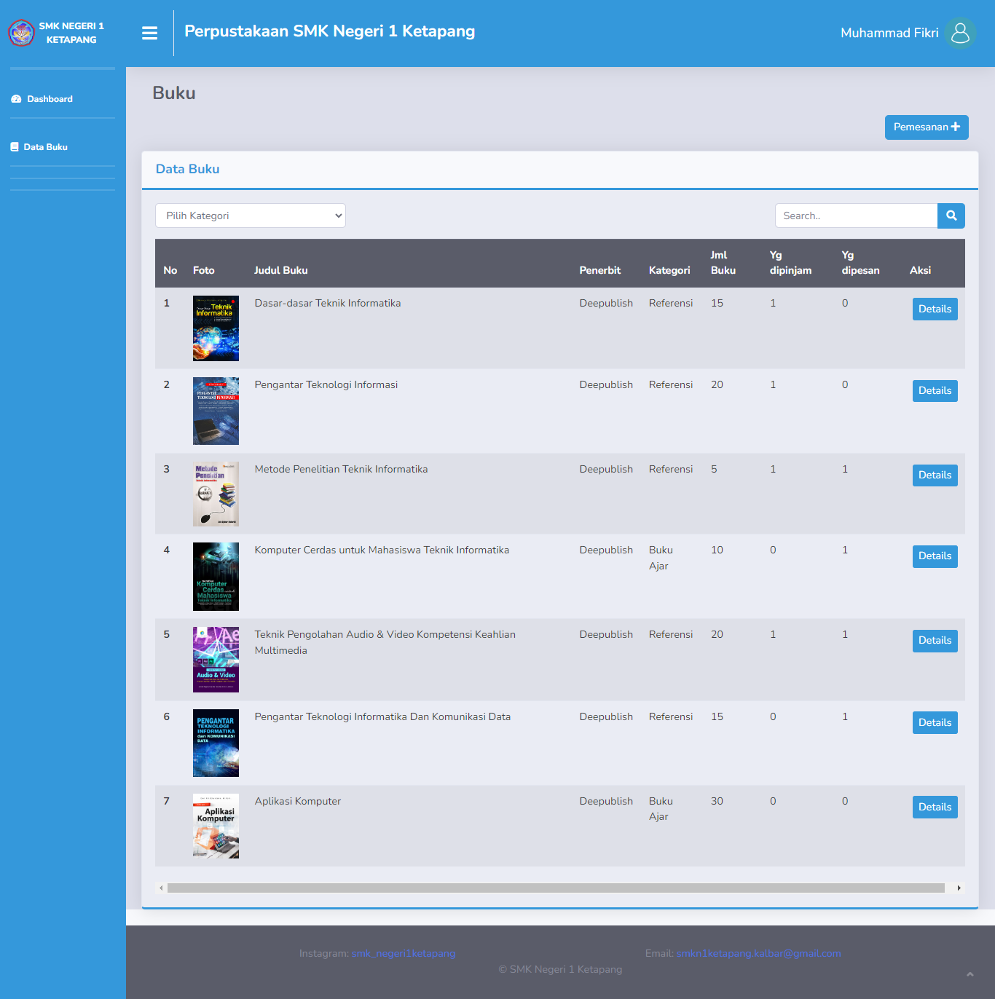 SMK NEGERI 1
KETAPANG
Perpustakaan SMK Negeri 1 Ketapang
Muhammad Fikri
Dashboard
Data Buku
Buku
Pemesanan
Data Buku
Pilih Kategori
Search..
No Foto Judul Buku Penerbit Kategori Jml Buku Yg dipinjam Yg dipesan Aksi
1 Dasar-dasar Teknik Informatika Deepublish Referensi 15 1 0 Details
Teknik
Informatika
2 Pengantar Teknologi Informasi Deepublish Referensi 20 1 0 Details
PENGANTAR
TEKNOLOGI INFORMASI
3 Metode Penelitian Teknik Informatika Deepublish Referensi 5 1 1 Details
Metode
Penelitian
Teknik Informatika
4 Komputer Cerdas untuk Mahasiswa Teknik Informatika Deepublish Buku Ajar 10 0 1 Details
Komputer
Cerdas
Mahasiswa
Teknik Informatika
5 Teknik Pengolahan Audio & Video Kompetensi Keahlian Multimedia Deepublish Referensi 20 1 1 Details
Audio & Video
6 Pengantar Teknologi Informatika Dan Komunikasi Data Deepublish Referensi 15 0 1 Details
PENGANTAR
TEKNOLOGI
INFORMATIKA
dan KOMUNIKASI
DATA
7 Aplikasi Komputer Deepublish Buku Ajar 30 0 0 Details
Aplikasi
Komputer
Instagram: smk_negeri1ketapang
Email: smkn1ketapang.kalbar@gmail.com
© SMK Negeri 1 Ketapang